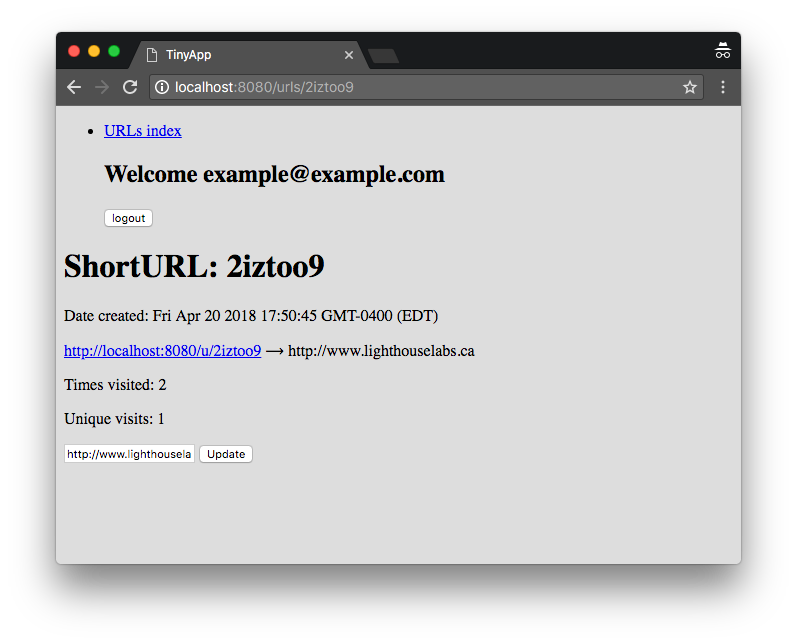 TinyApp
localhost:8080/urls/2iztoo9
URLs index
Welcome example@example.com
logout
ShortURL: 2iztoo9
Date created: Fri Apr 20 2018 17:50:45 GMT-0400 (EDT)
http://localhost:8080/u/2iztoo9 ⟶ http://www.lighthouselabs.ca
Times visited: 2
Unique visits: 1
http://www.lighthousela Update